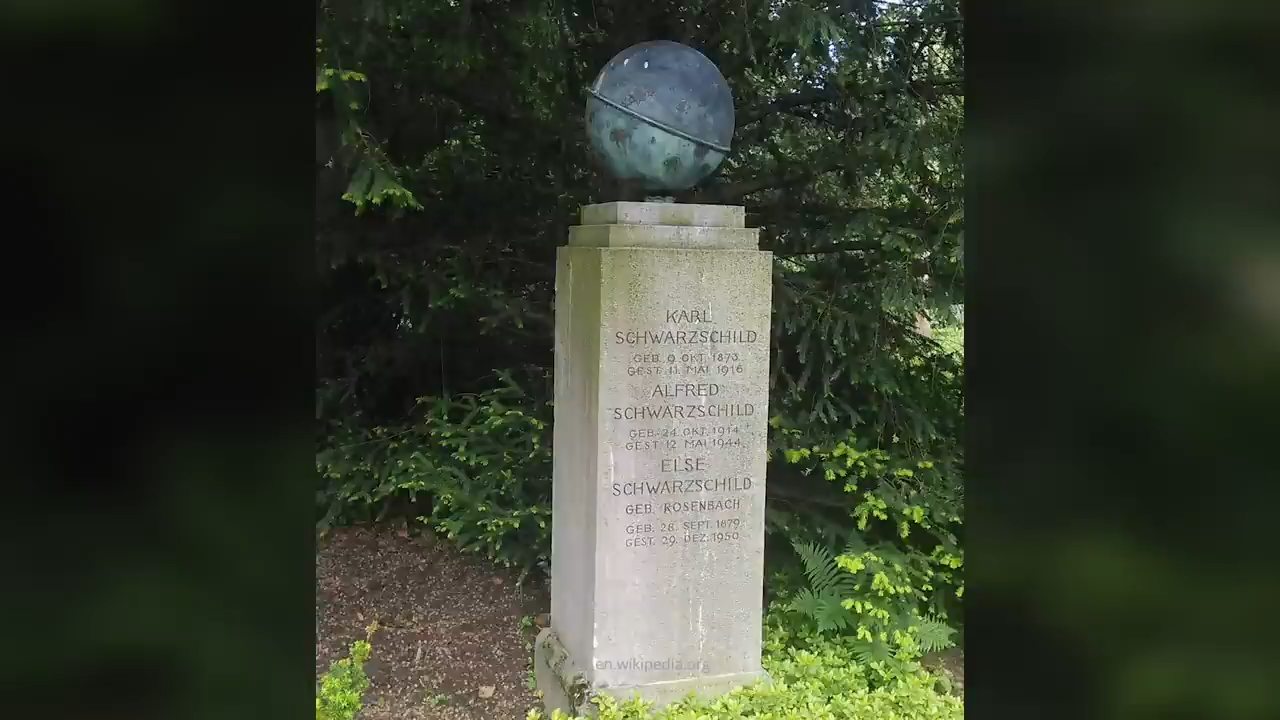 KARL
SCHWARZSCHILD
GEB. 9. OKT. 1873
GEST. 11. MAI 1916
ALFRED
SCHWARZSCHILD
GEB. 24. OKT. 1914
GEST. 12. MAI 1944
ELSE
SCHWARZSCHILD
GEB. ROSENBACH
GEB. 28. SEPT. 1879
GEST. 29. DEZ. 1950
en.wikipedia.org